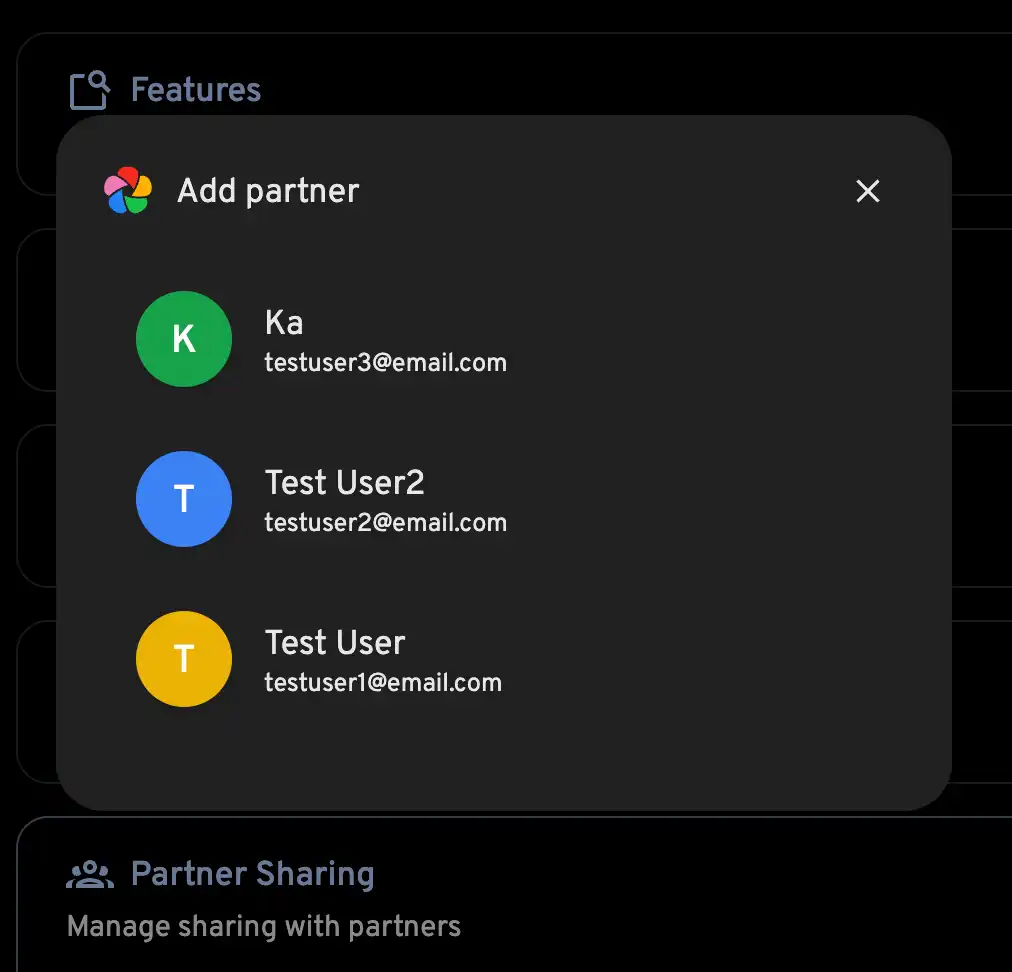 Features
Add partner
K
Ka
testuser3@email.com
T
Test User2
testuser2@email.com
T
Test User
testuser1@email.com
Partner Sharing
Manage sharing with partners